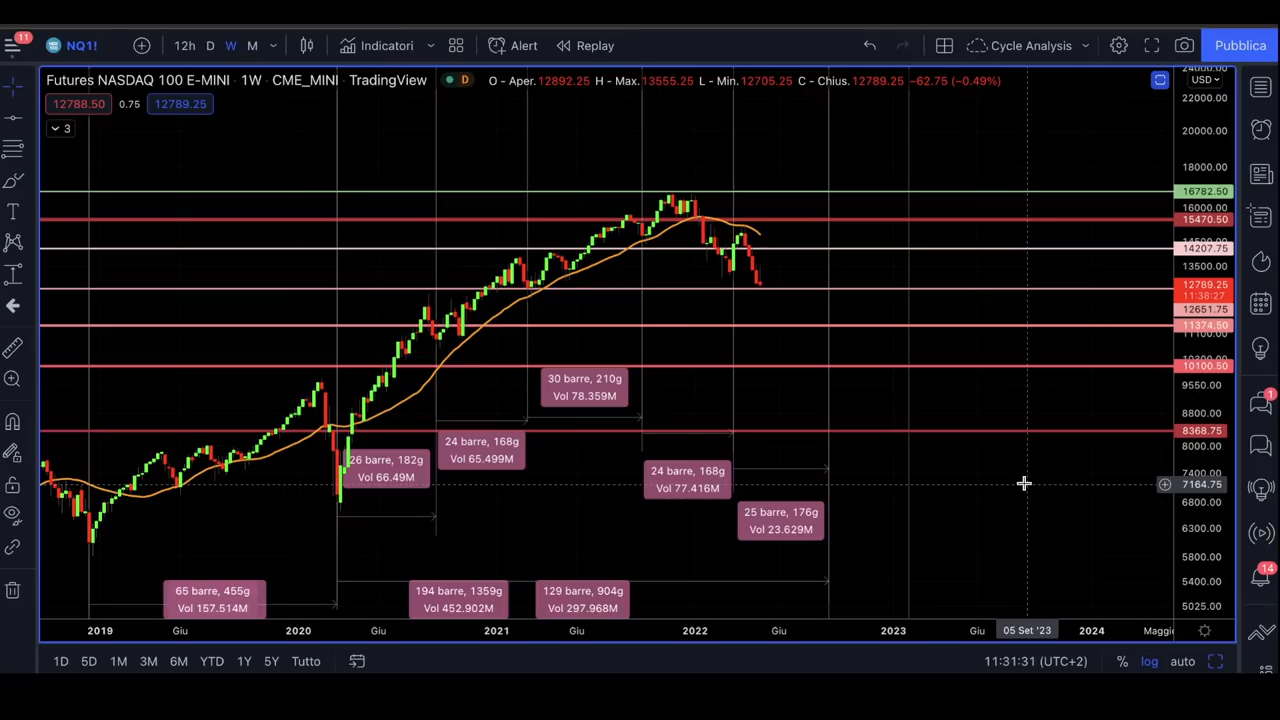 11
NQ1!
12h D W M
Indicatori
Alert
Replay
Cycle Analysis
Pubblica
Futures NASDAQ 100 E-MINI · 1W · CME_MINI · TradingView
D
O - Aper.12892.25 H - Max.13555.25 L - Min.12705.25 C - Chius.12789.25 −62.75 (−0.49%)
USD
12788.50 0.75 12789.25
3
24000.00
22000.00
20000.00
18000.00
16782.50
16000.00
15470.50
14207.75
13500.00
12789.25
11:38:27
12651.75
11374.50
11100.00
10300.00
10100.50
9550.00
8800.00
8368.75
8000.00
7400.00
7164.75
6800.00
6300.00
5800.00
5400.00
5025.00
30 barre, 210g
Vol 78.359M
24 barre, 168g
Vol 65.499M
26 barre, 182g
Vol 66.49M
24 barre, 168g
Vol 77.416M
25 barre, 176g
Vol 23.629M
65 barre, 455g
Vol 157.514M
194 barre, 1359g
Vol 452.902M
129 barre, 904g
Vol 297.968M
1
14
2019 Giu 2020 Giu 2021 Giu 2022 Giu 2023 Giu 05 Set '23 2024 Maggio
1D 5D 1M 3M 6M YTD 1Y 5Y Tutto
11:31:31 (UTC+2) % log auto